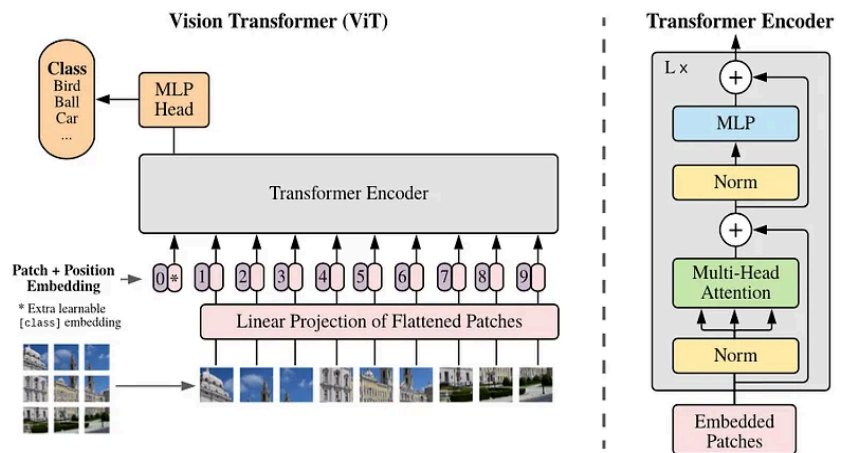 Vision Transformer (ViT)
Class
Bird
Ball
Car
...
MLP
Head
Transformer Encoder
Patch + Position
Embedding
0 * 1 2 3 4 5 6 7 8 9
* Extra learnable
[class] embedding
Linear Projection of Flattened Patches
Transformer Encoder
L x
+
MLP
Norm
+
Multi-Head
Attention
Norm
Embedded
Patches